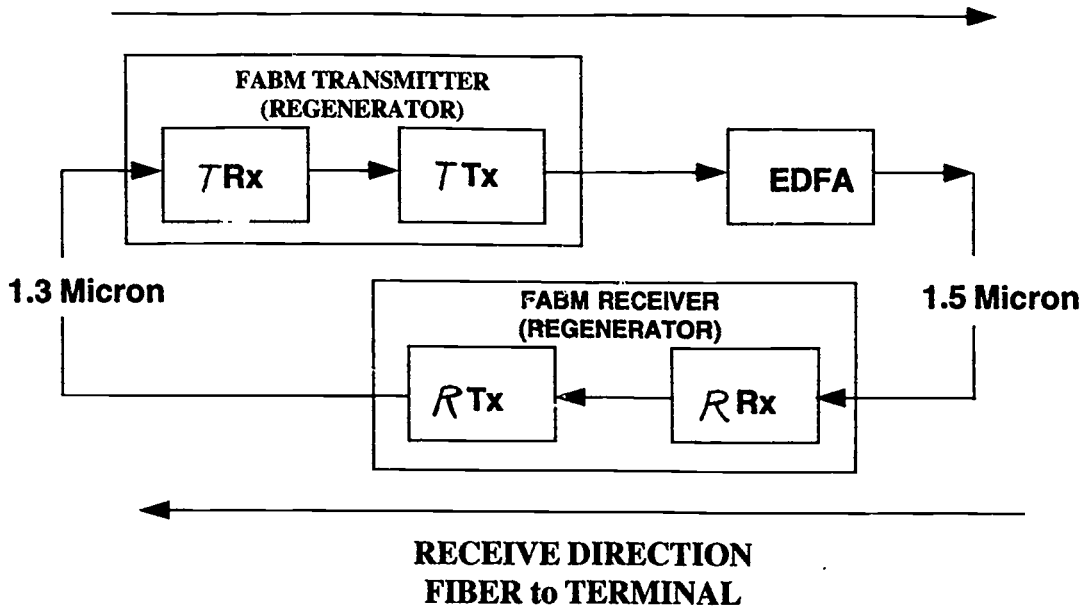 FABM TRANSMITTER
(REGENERATOR)
TRx
TTx
EDFA
1.3 Micron
1.5 Micron
FABM RECEIVER
(REGENERATOR)
RTx
RRx
RECEIVE DIRECTION
FIBER to TERMINAL